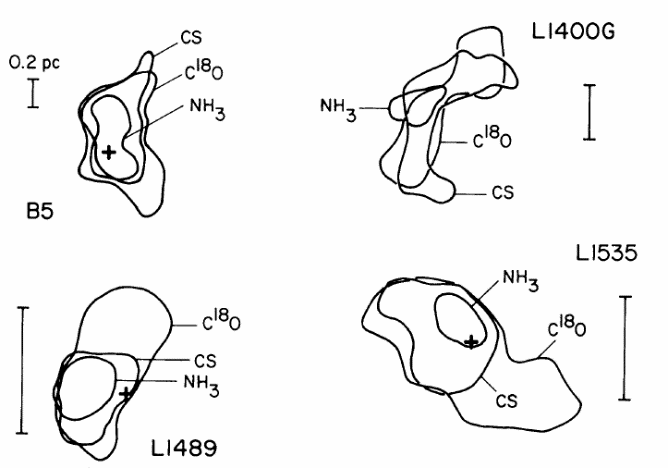 CS
0.2 pc
C¹⁸O
NH₃
B5
L1400G
NH₃
C¹⁸O
CS
C¹⁸O
CS
NH₃
L1489
L1535
NH₃
C¹⁸O
CS